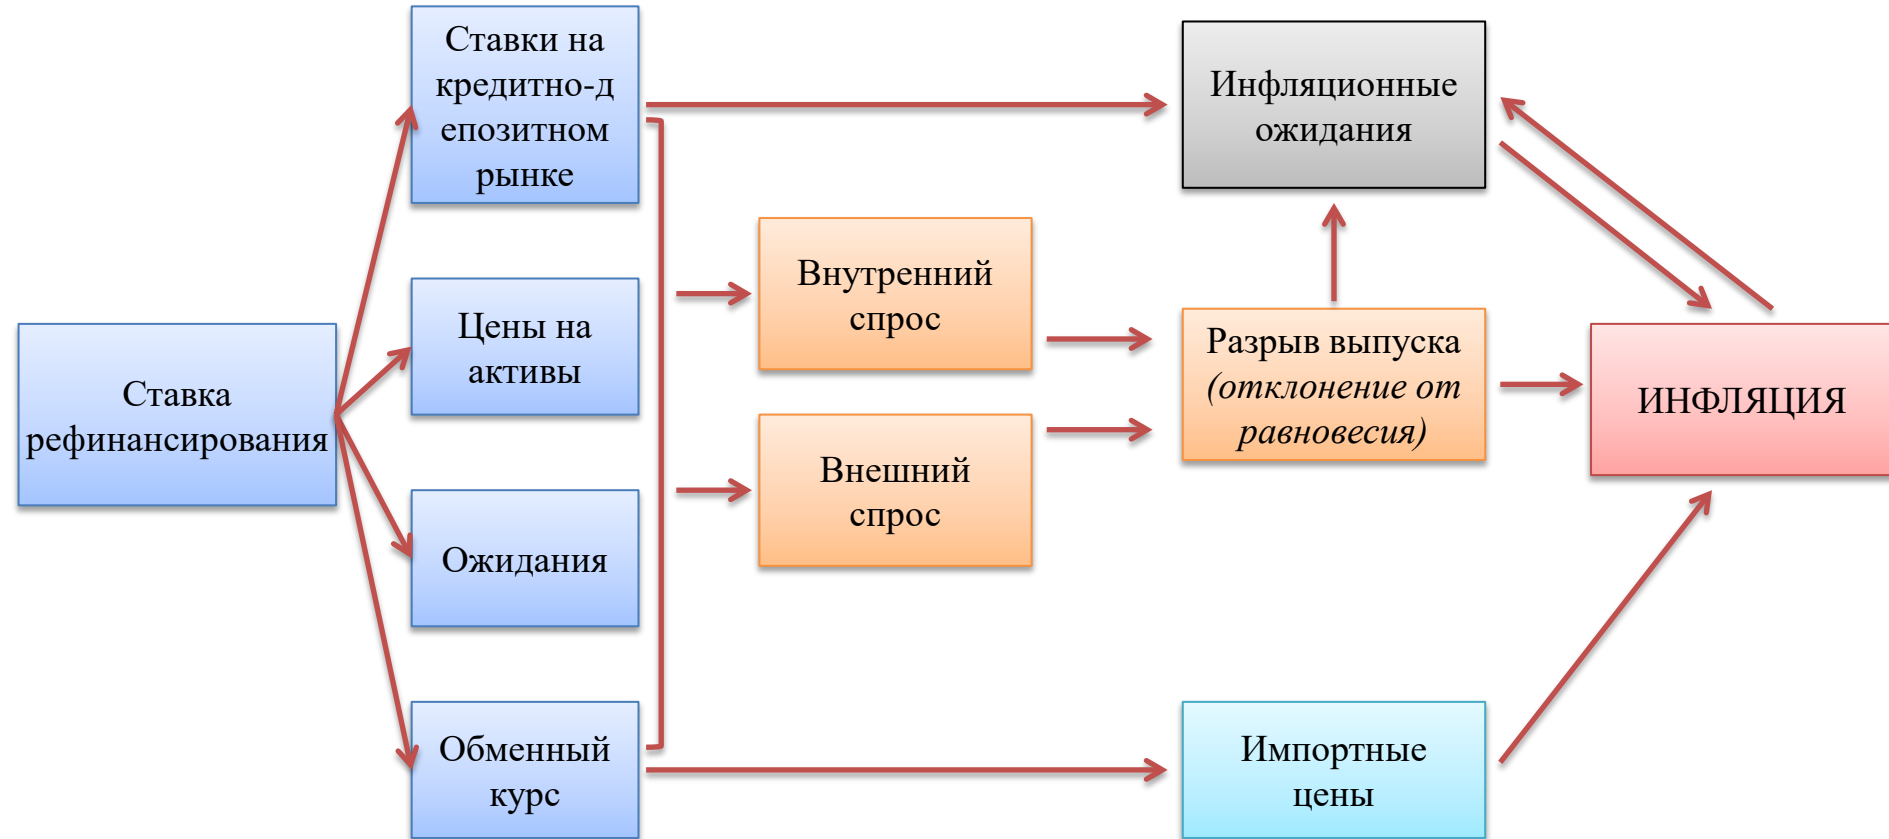 Ставки на
кредитно-д
епозитном
рынке
Инфляционные
ожидания
Внутренний
спрос
Цены на
активы
Разрыв выпуска
(отклонение от
равновесия)
Ставка
рефинансирования
ИНФЛЯЦИЯ
Внешний
спрос
Ожидания
Обменный
курс
Импортные
цены